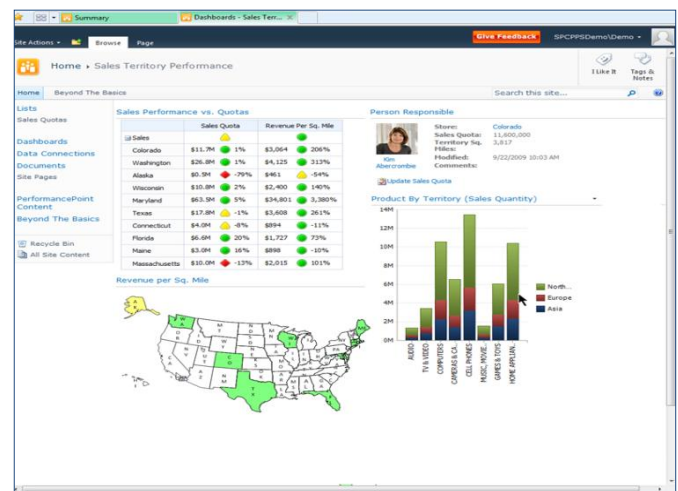 Summary
Dashboards - Sales Terr...
Site Actions
Browse
Page
Give Feedback
SPCPPSDemo\Demo
Home
Sales Territory Performance
I Like It
Tags & Notes
Home
Beyond The Basics
Search this site...
Lists
Sales Quotas
Dashboards
Data Connections
Documents
Site Pages
PerformancePoint Content
Beyond The Basics
Recycle Bin
All Site Content
Sales Performance vs. Quotas
Sales Quota Revenue Per Sq. Mile
Sales
Colorado $11.7M 1% $3,064 206%
Washington $26.8M 1% $4,125 313%
Alaska $0.5M -79% $461 -54%
Wisconsin $10.8M 2% $2,400 140%
Maryland $63.5M 5% $34,801 3,380%
Texas $17.8M -1% $3,608 261%
Connecticut $4.0M -8% $894 -11%
Florida $6.6M 20% $1,727 73%
Maine $3.0M 16% $898 -10%
Massachusetts $10.0M -13% $2,015 101%
Revenue per Sq. Mile
Person Responsible
Kim Abercrombie
Store: Colorado
Sales Quota: 11,600,000
Territory Sq. Miles: 3,817
Modified: 9/22/2009 10:03 AM
Comments:
Update Sales Quota
Product By Territory (Sales Quantity)
14M
12M
10M
8M
6M
4M
2M
0M
AUDIO
TV & VIDEO
COMPUTERS
CAMERAS & CA...
CELL PHONES
MUSIC, MOVIE...
GAMES & TOYS
HOME APPLIAN...
North...
Europe
Asia